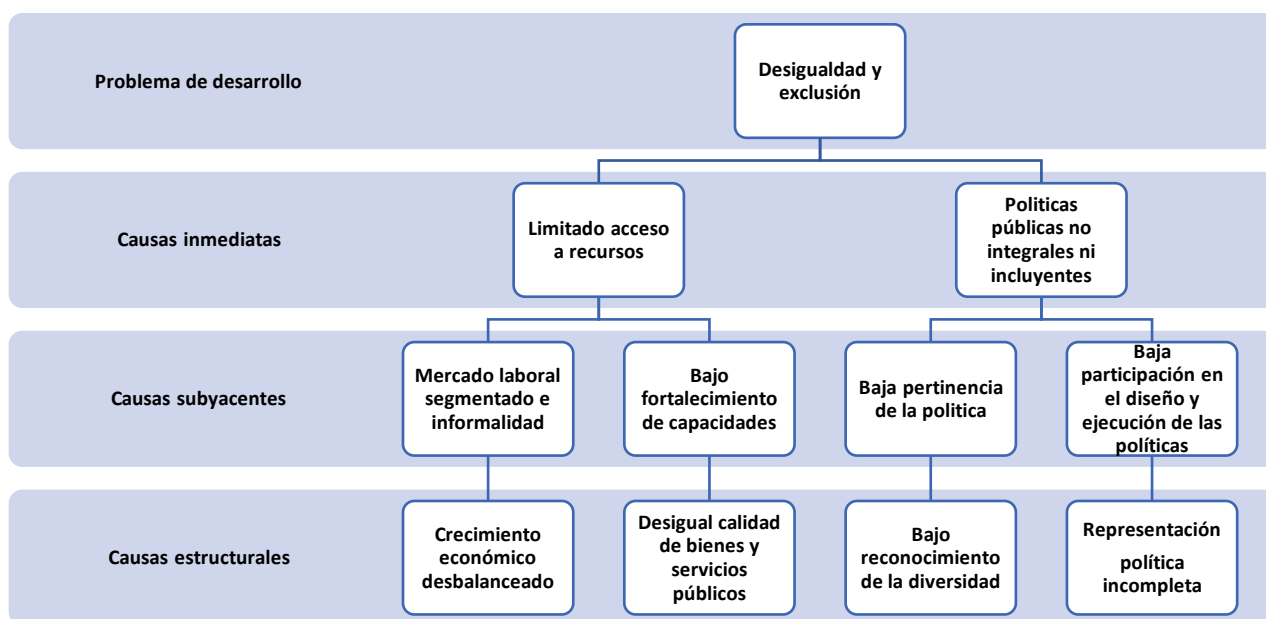 Problema de desarrollo
Desigualdad y
exclusión
Causas inmediatas
Limitado acceso
a recursos
Politicas
públicas no
integrales ni
incluyentes
Causas subyacentes
Mercado laboral
segmentado e
informalidad
Bajo
fortalecimiento
de capacidades
Baja pertinencia
de la politica
Baja
participación en
el diseño y
ejecución de las
políticas
Causas estructurales
Crecimiento
económico
desbalanceado
Desigual calidad
de bienes y
servicios
públicos
Bajo
reconocimiento
de la diversidad
Representación
política
incompleta